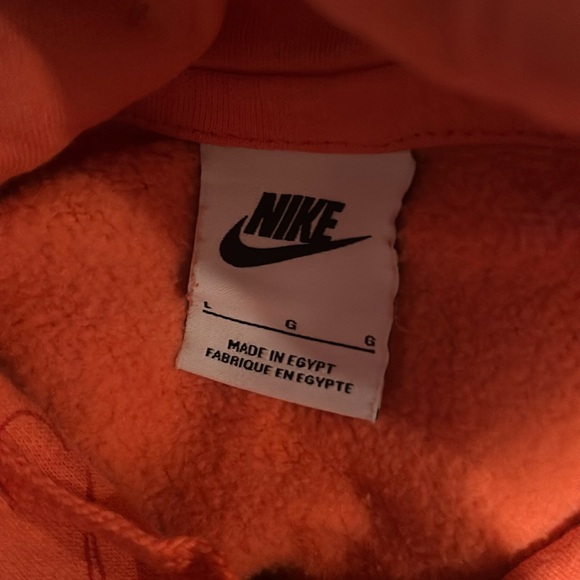 NIKE
L G G
MADE IN EGYPT
FABRIQUE EN EGYPTE